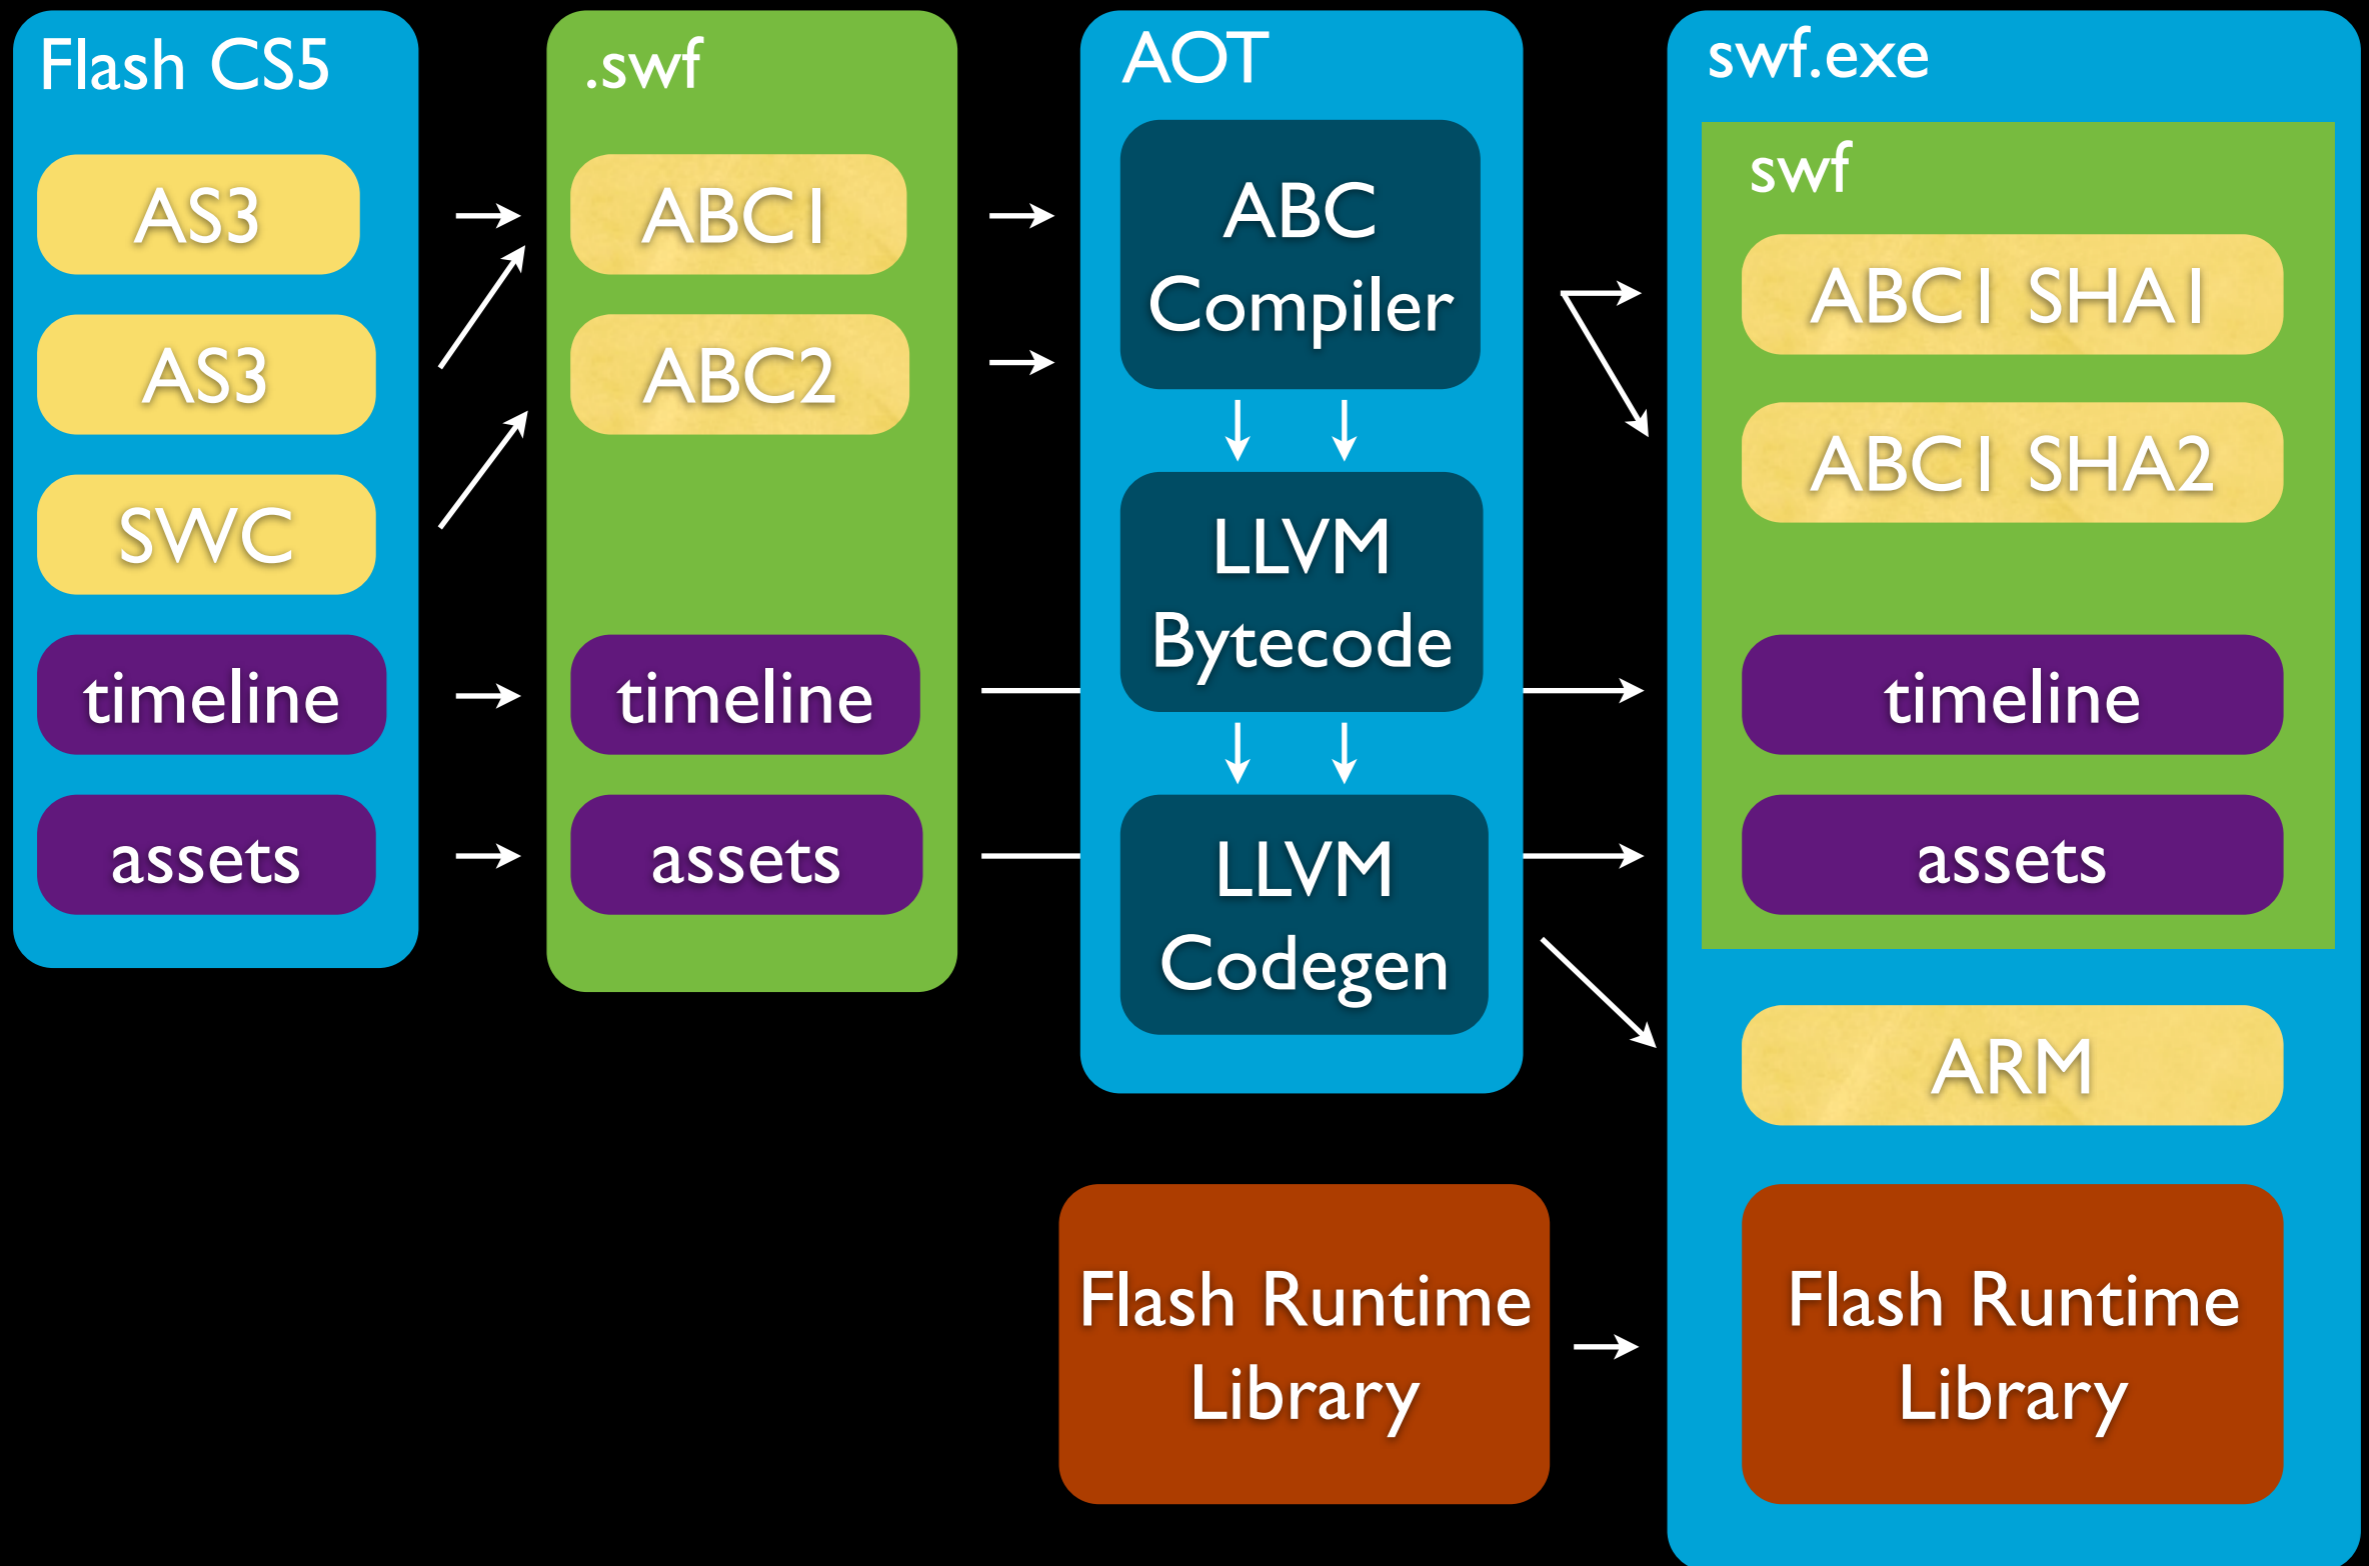 Flash CS5
AS3
AS3
SWC
timeline
assets
.swf
ABC1
ABC2
timeline
assets
AOT
ABC
Compiler
LLVM
Bytecode
LLVM
Codegen
Flash Runtime
Library
swf.exe
swf
ABC1 SHA1
ABC1 SHA2
timeline
assets
ARM
Flash Runtime
Library